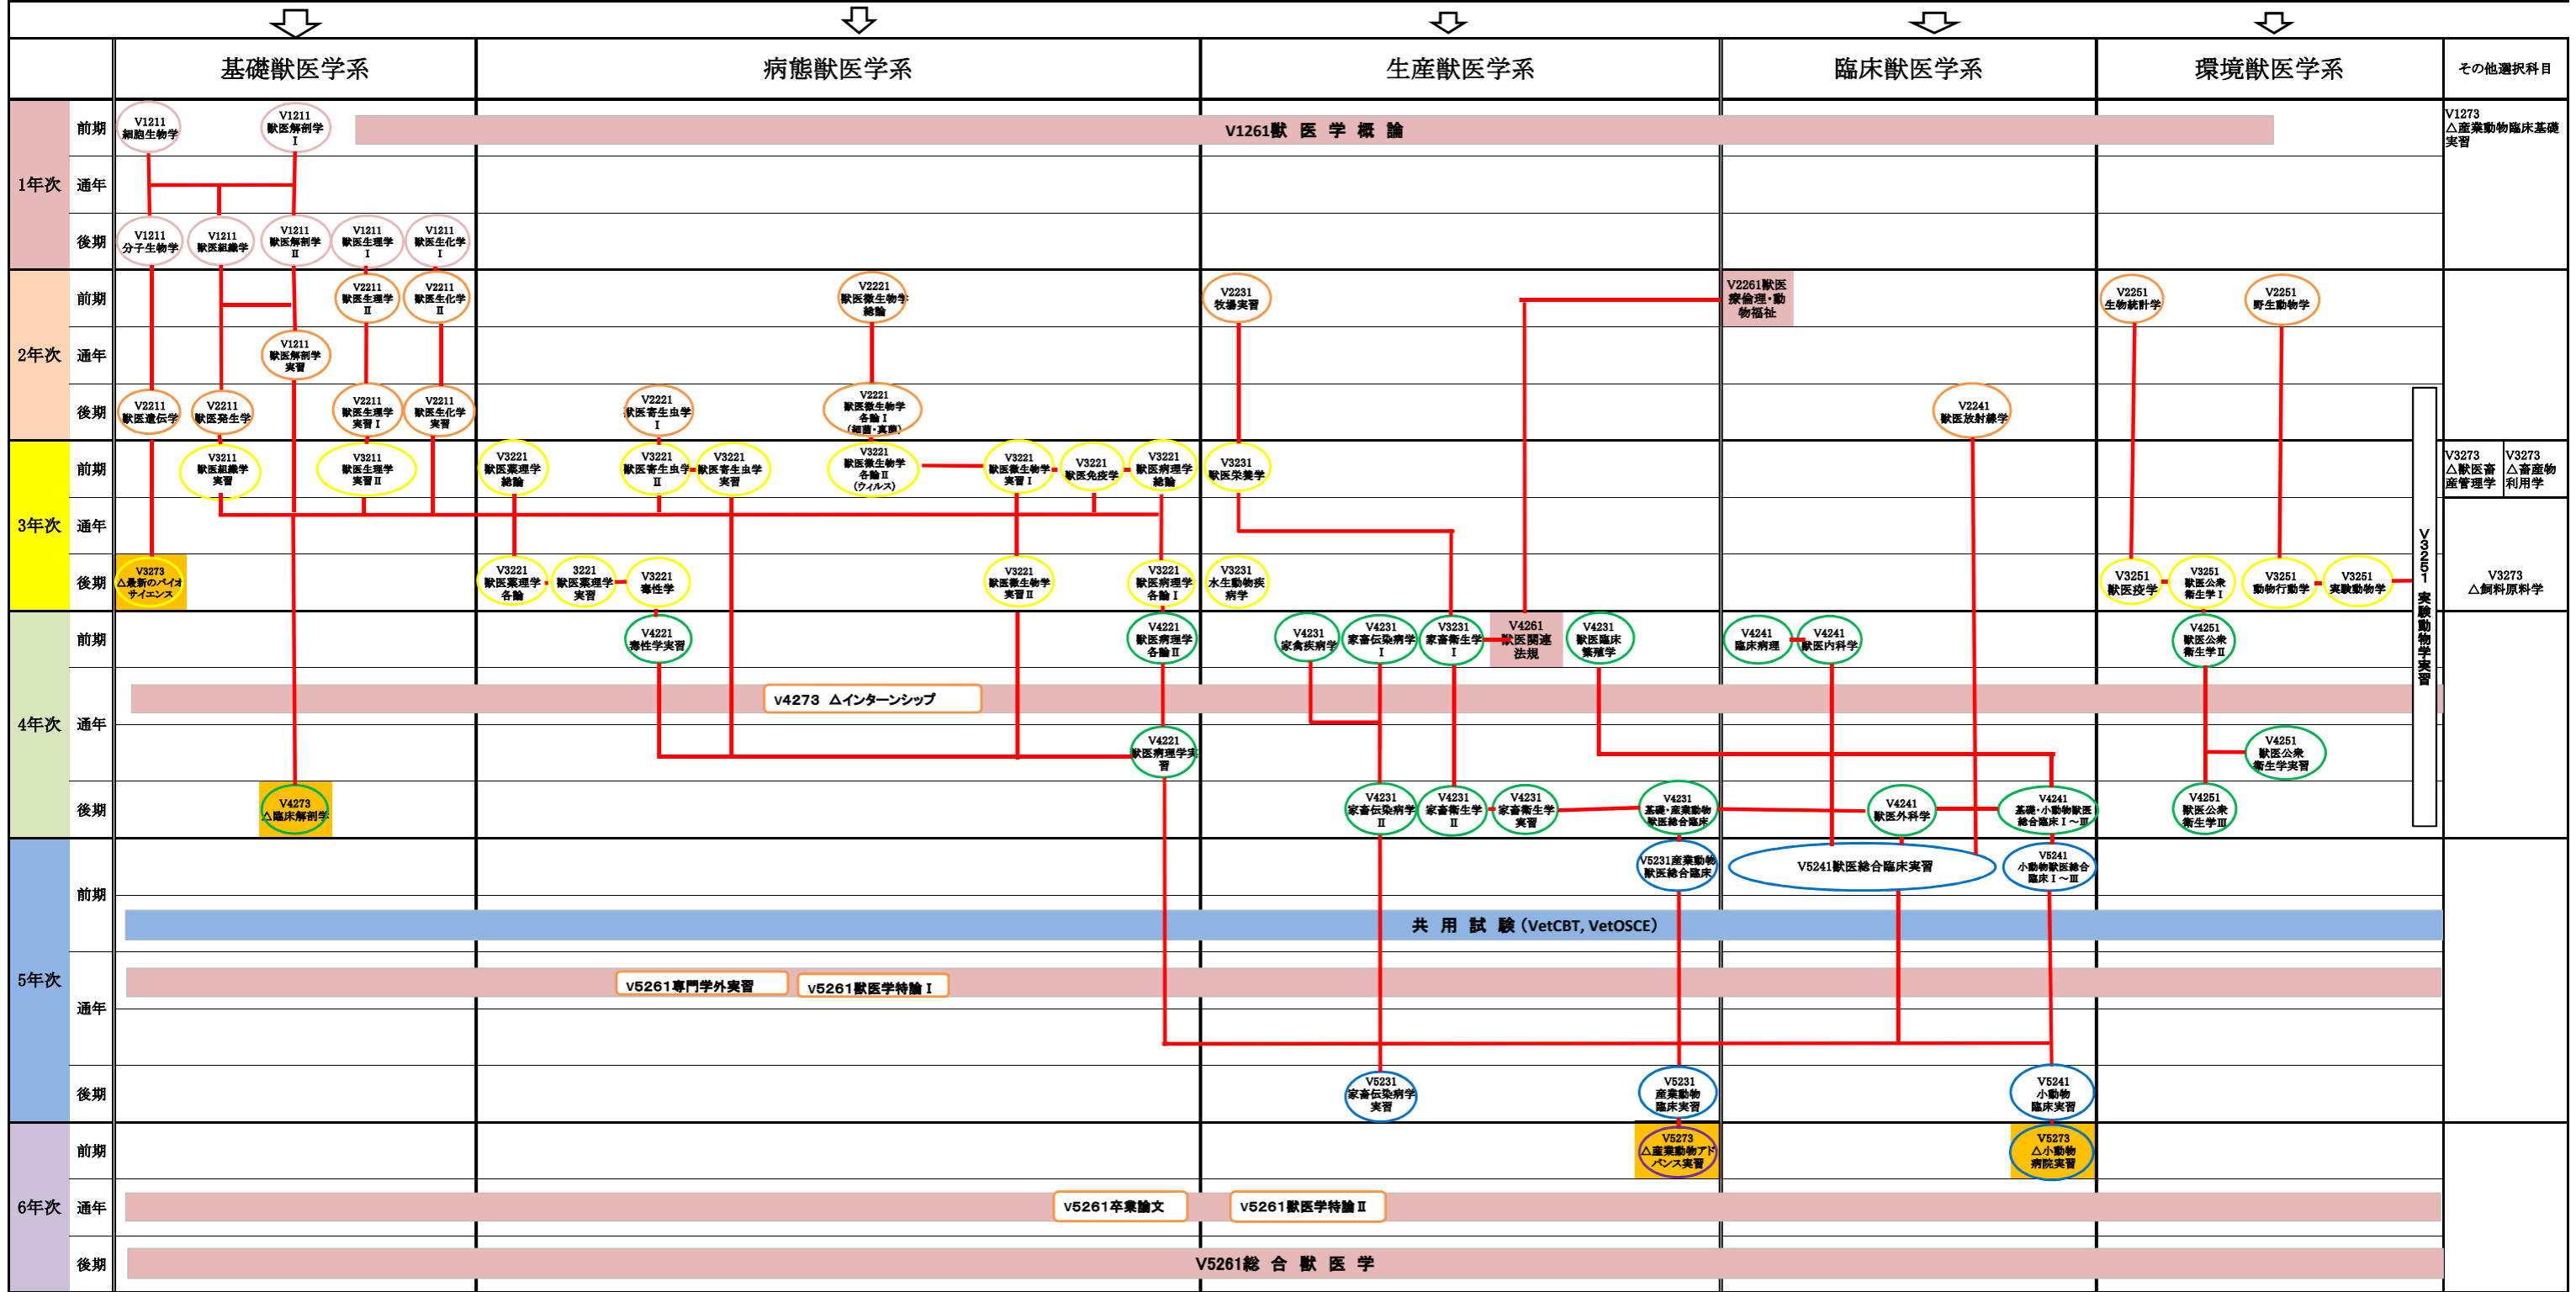 基礎獣医学系
病態獣医学系
生産獣医学系
臨床獣医学系
環境獣医学系
その他選択科目
1年次
前期
V1211
細胞生物学
V1211
獣医解剖学
Ⅰ
V1261獣 医 学 概 論
V1273
△産業動物臨床基礎
実習
通年
後期
V1211
分子生物学
V1211
獣医組織学
V1211
獣医解剖学
Ⅱ
V1211
獣医生理学
Ⅰ
V1211
獣医生化学
Ⅰ
2年次
前期
V2211
獣医生理学
Ⅱ
V2211
獣医生化学
Ⅱ
V2221
獣医微生物学
総論
V2231
牧場実習
V2261獣医
療倫理・動
物福祉
V2251
生物統計学
V2251
野生動物学
通年
V1211
獣医解剖学
実習
後期
V2211
獣医遺伝学
V2211
獣医発生学
V2211
獣医生理学
実習Ⅰ
V2211
獣医生化学
実習
V2221
獣医寄生虫学
Ⅰ
V2221
獣医微生物学
各論Ⅰ
(細菌・真菌)
V2241
獣医放射線学
3年次
前期
V3211
獣医組織学
実習
V3211
獣医生理学
実習Ⅱ
V3221
獣医薬理学
総論
V3221
獣医寄生虫学
Ⅱ
V3221
獣医寄生虫学
実習
V3221
獣医微生物学
各論Ⅱ
(ウィルス)
V3221
獣医微生物学
実習Ⅰ
V3221
獣医免疫学
V3221
獣医病理学
総論
V3231
獣医栄養学
V3273
△獣医畜
産管理学
V3273
△畜産物
利用学
通年
後期
V3273
△最新のバイオ
サイエンス
V3221
獣医薬理学
各論
3221
獣医薬理学
実習
V3221
毒性学
V3221
獣医微生物学
実習Ⅱ
V3221
獣医病理学
各論Ⅰ
V3231
水生動物疾
病学
V3251
獣医疫学
V3251
獣医公衆
衛生学Ⅰ
V3251
動物行動学
V3251
実験動物学
V3251 実験動物学実習
V3273
△飼料原料学
4年次
前期
V4221
毒性学実習
V4221
獣医病理学
各論Ⅱ
V4231
家禽疾病学
V4231
家畜伝染病学
Ⅰ
V3231
家畜衛生学
Ⅰ
V4261
獣医関連
法規
V4231
獣医臨床
繁殖学
V4241
臨床病理
V4241
獣医内科学
V4251
獣医公衆
衛生学Ⅱ
通年
V4273 △インターンシップ
V4221
獣医病理学実
習
V4251
獣医公衆
衛生学実習
後期
V4273
△臨床解剖学
V4231
家畜伝染病学
Ⅱ
V4231
家畜衛生学
Ⅱ
V4231
家畜衛生学
実習
V4231
基礎・産業動物
獣医総合臨床
V4241
獣医外科学
V4241
基礎・小動物獣医
総合臨床Ⅰ～Ⅲ
V4251
獣医公衆
衛生学Ⅲ
5年次
前期
V5231産業動物
獣医総合臨床
V5241獣医総合臨床実習
V5241
小動物獣医総合
臨床Ⅰ～Ⅲ
共 用 試 験（VetCBT, VetOSCE）
通年
V5261専門学外実習
V5261獣医学特論Ⅰ
後期
V5231
家畜伝染病学
実習
V5231
産業動物
臨床実習
V5241
小動物
臨床実習
6年次
前期
V5273
△産業動物アド
バンス実習
V5273
△小動物
病院実習
通年
V5261卒業論文
V5261獣医学特論Ⅱ
後期
V5261総 合 獣 医 学